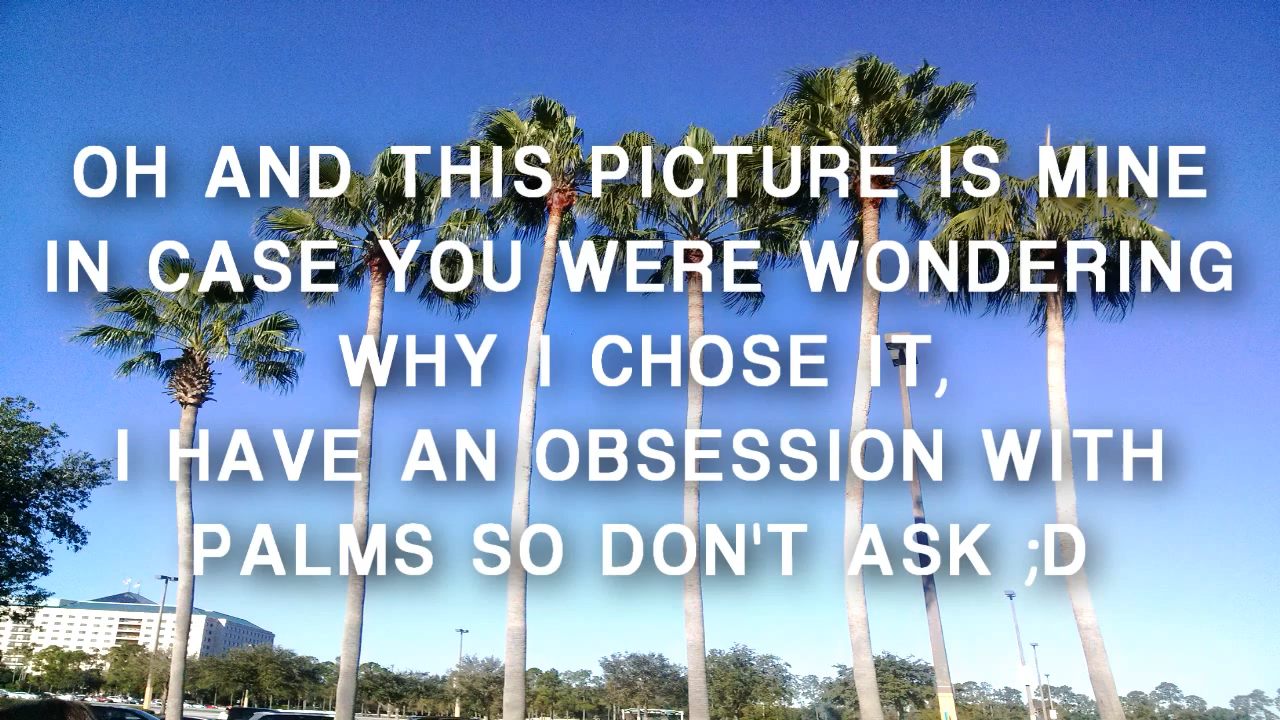 OH AND THIS PICTURE IS MINE
IN CASE YOU WERE WONDERING
WHY I CHOSE IT,
I HAVE AN OBSESSION WITH
PALMS SO DON'T ASK ;D